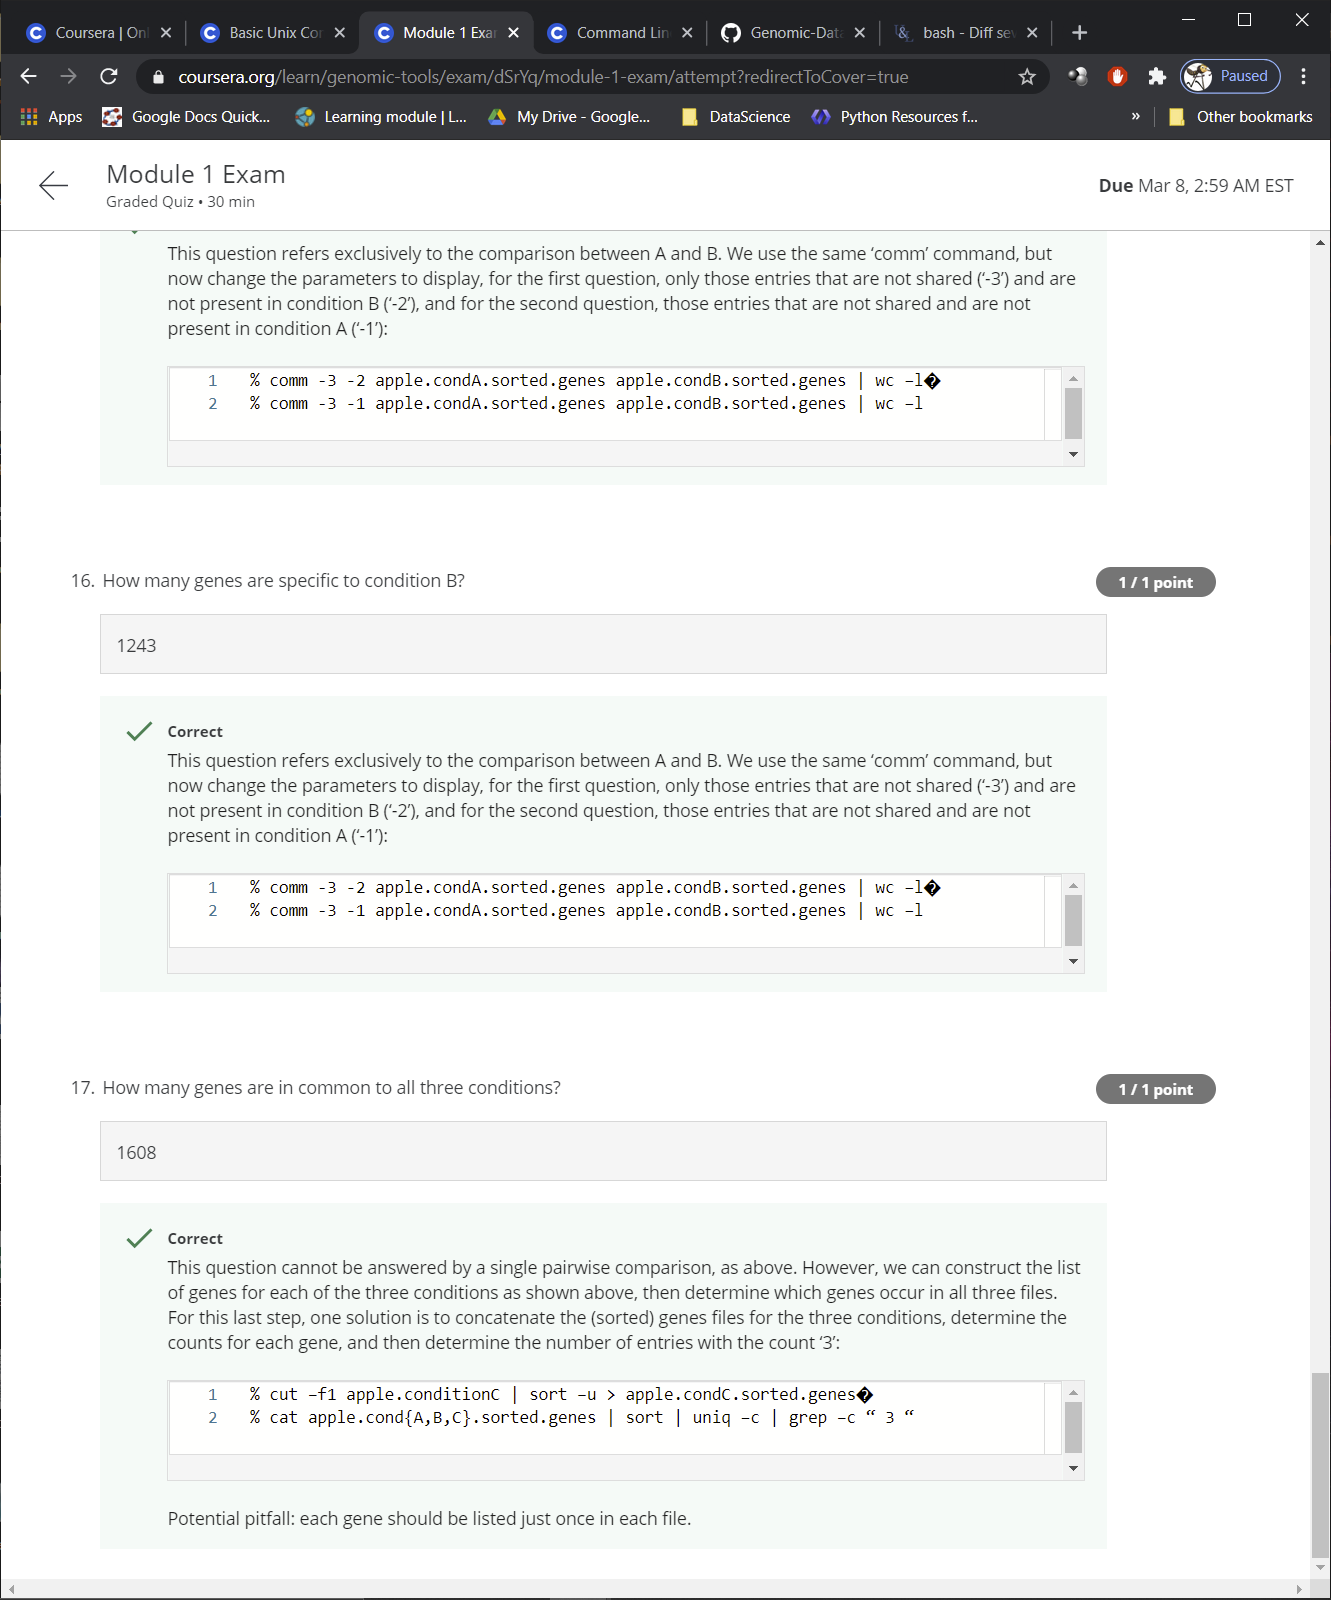 Coursera | Onl
Basic Unix Cor
Module 1 Exar
Command Lin
Genomic-Data
bash - Diff sev
coursera.org/learn/genomic-tools/exam/dSrYq/module-1-exam/attempt?redirectToCover=true
Paused
Apps
Google Docs Quick...
Learning module | L...
My Drive - Google...
DataScience
Python Resources f...
»
Other bookmarks
Module 1 Exam
Graded Quiz • 30 min
Due Mar 8, 2:59 AM EST
This question refers exclusively to the comparison between A and B. We use the same ‘comm’ command, but
now change the parameters to display, for the first question, only those entries that are not shared (‘-3’) and are
not present in condition B (‘-2’), and for the second question, those entries that are not shared and are not
present in condition A (‘-1’):
1 % comm -3 -2 apple.condA.sorted.genes apple.condB.sorted.genes | wc –l�
2 % comm -3 -1 apple.condA.sorted.genes apple.condB.sorted.genes | wc –l
16. How many genes are specific to condition B?
1 / 1 point
1243
Correct
This question refers exclusively to the comparison between A and B. We use the same ‘comm’ command, but
now change the parameters to display, for the first question, only those entries that are not shared (‘-3’) and are
not present in condition B (‘-2’), and for the second question, those entries that are not shared and are not
present in condition A (‘-1’):
1 % comm -3 -2 apple.condA.sorted.genes apple.condB.sorted.genes | wc –l�
2 % comm -3 -1 apple.condA.sorted.genes apple.condB.sorted.genes | wc –l
17. How many genes are in common to all three conditions?
1 / 1 point
1608
Correct
This question cannot be answered by a single pairwise comparison, as above. However, we can construct the list
of genes for each of the three conditions as shown above, then determine which genes occur in all three files.
For this last step, one solution is to concatenate the (sorted) genes files for the three conditions, determine the
counts for each gene, and then determine the number of entries with the count ‘3’:
1 % cut –f1 apple.conditionC | sort –u > apple.condC.sorted.genes�
2 % cat apple.cond{A,B,C}.sorted.genes | sort | uniq –c | grep –c “ 3 “
Potential pitfall: each gene should be listed just once in each file.